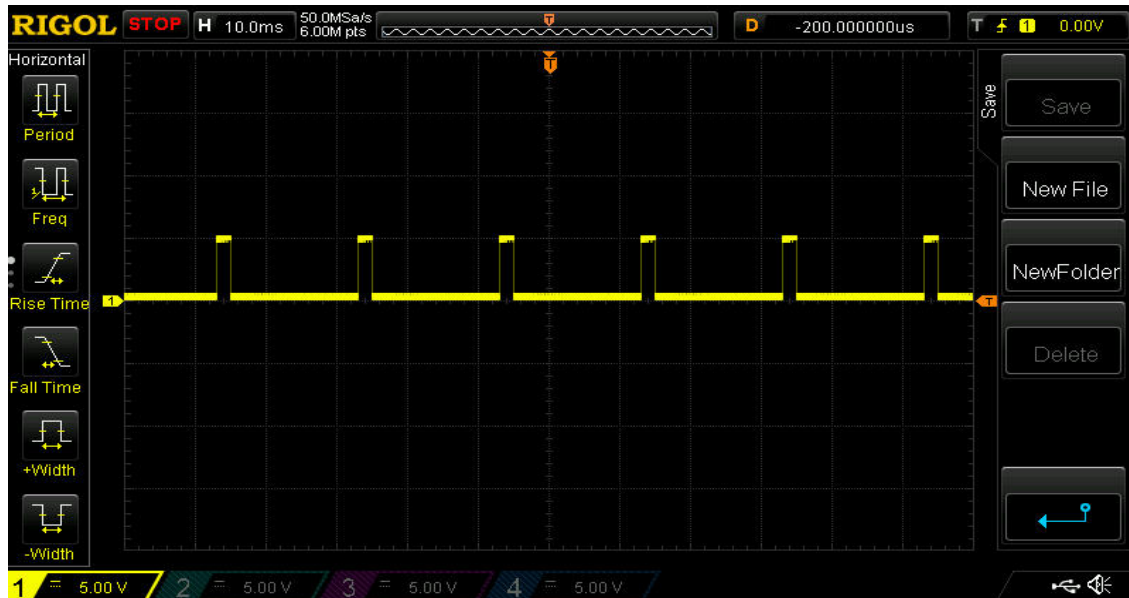 RIGOL STOP H 10.0ms 50.0MSa/s 6.00M pts T D -200.000000us T 1 0.00V
Horizontal
T
Save
Save
Period
New File
1/
Freq
NewFolder
Rise Time
1
T
Delete
Fall Time
+Width
-Width
1 5.00 V 2 5.00 V 3 5.00 V 4 5.00 V